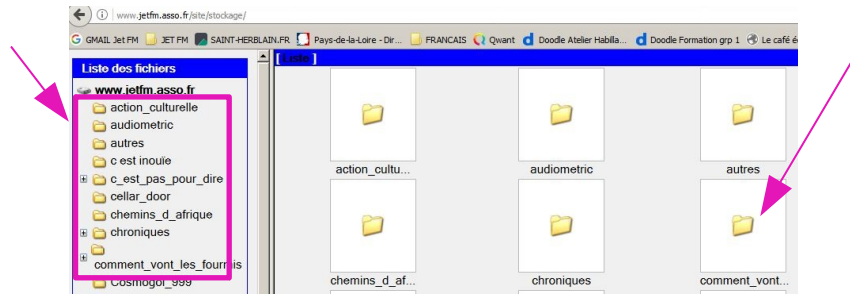 www.jetfm.asso.fr/site/stockage/
GMAIL Jet FM JET FM SAINT-HERBLAIN.FR Pays-de-la-Loire - Dir... FRANCAIS Qwant Doodle Atelier Habilla... Doodle Formation grp 1 Le café é
Liste des fichiers
[Liste ]
www.jetfm.asso.fr
action_culturelle
audiometric
autres
c est inouïe
c_est_pas_pour_dire
cellar_door
chemins_d_afrique
chroniques
comment_vont_les_fourmis
Cosmogol_999
action_cultu...
audiometric
autres
chemins_d_af...
chroniques
comment_vont...